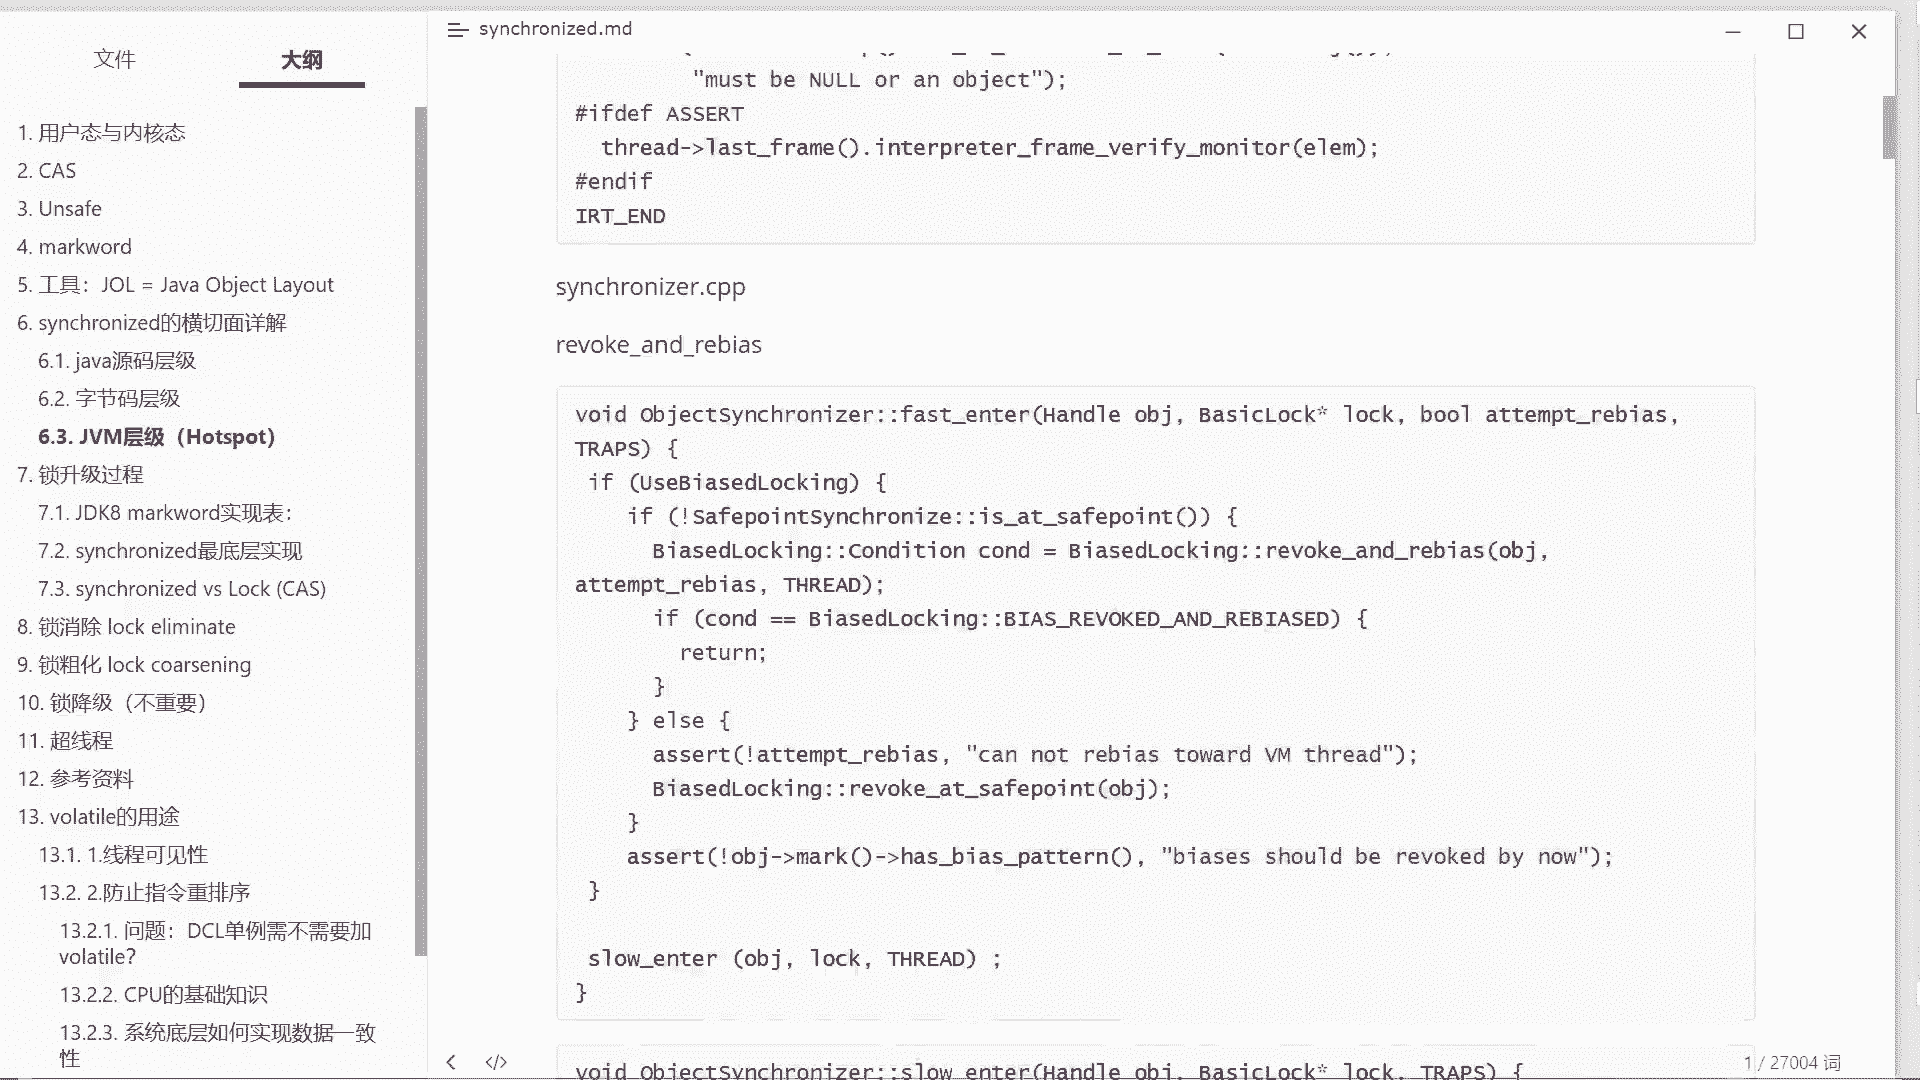 文件
大纲
1. 用户态与内核态
2. CAS
3. Unsafe
4. markword
5. 工具：JOL = Java Object Layout
6. synchronized的横切面详解
6.1. java源码层级
6.2. 字节码层级
6.3. JVM层级（Hotspot）
7. 锁升级过程
7.1. JDK8 markword实现表：
7.2. synchronized最底层实现
7.3. synchronized vs Lock (CAS)
8. 锁消除 lock eliminate
9. 锁粗化 lock coarsening
10. 锁降级（不重要）
11. 超线程
12. 参考资料
13. volatile的用途
13.1. 1.线程可见性
13.2. 2.防止指令重排序
13.2.1. 问题：DCL单例需不需要加
volatile?
13.2.2. CPU的基础知识
13.2.3. 系统底层如何实现数据一致
性
synchronized.md
"must be NULL or an object");
#ifdef ASSERT
thread->last_frame().interpreter_frame_verify_monitor(elem);
#endif
IRT_END
synchronizer.cpp
revoke_and_rebias
void ObjectSynchronizer::fast_enter(Handle obj, BasicLock* lock, bool attempt_rebias,
TRAPS) {
if (UseBiasedLocking) {
if (!SafepointSynchronize::is_at_safepoint()) {
BiasedLocking::Condition cond = BiasedLocking::revoke_and_rebias(obj,
attempt_rebias, THREAD);
if (cond == BiasedLocking::BIAS_REVOKED_AND_REBIASED) {
return;
}
} else {
assert(!attempt_rebias, "can not rebias toward VM thread");
BiasedLocking::revoke_at_safepoint(obj);
}
assert(!obj->mark()->has_bias_pattern(), "biases should be revoked by now");
}
slow_enter (obj, lock, THREAD) ;
}
void ObjectSynchronizer::slow_enter(Handle obj, BasicLock* lock, TRAPS) {
1 / 27004 词